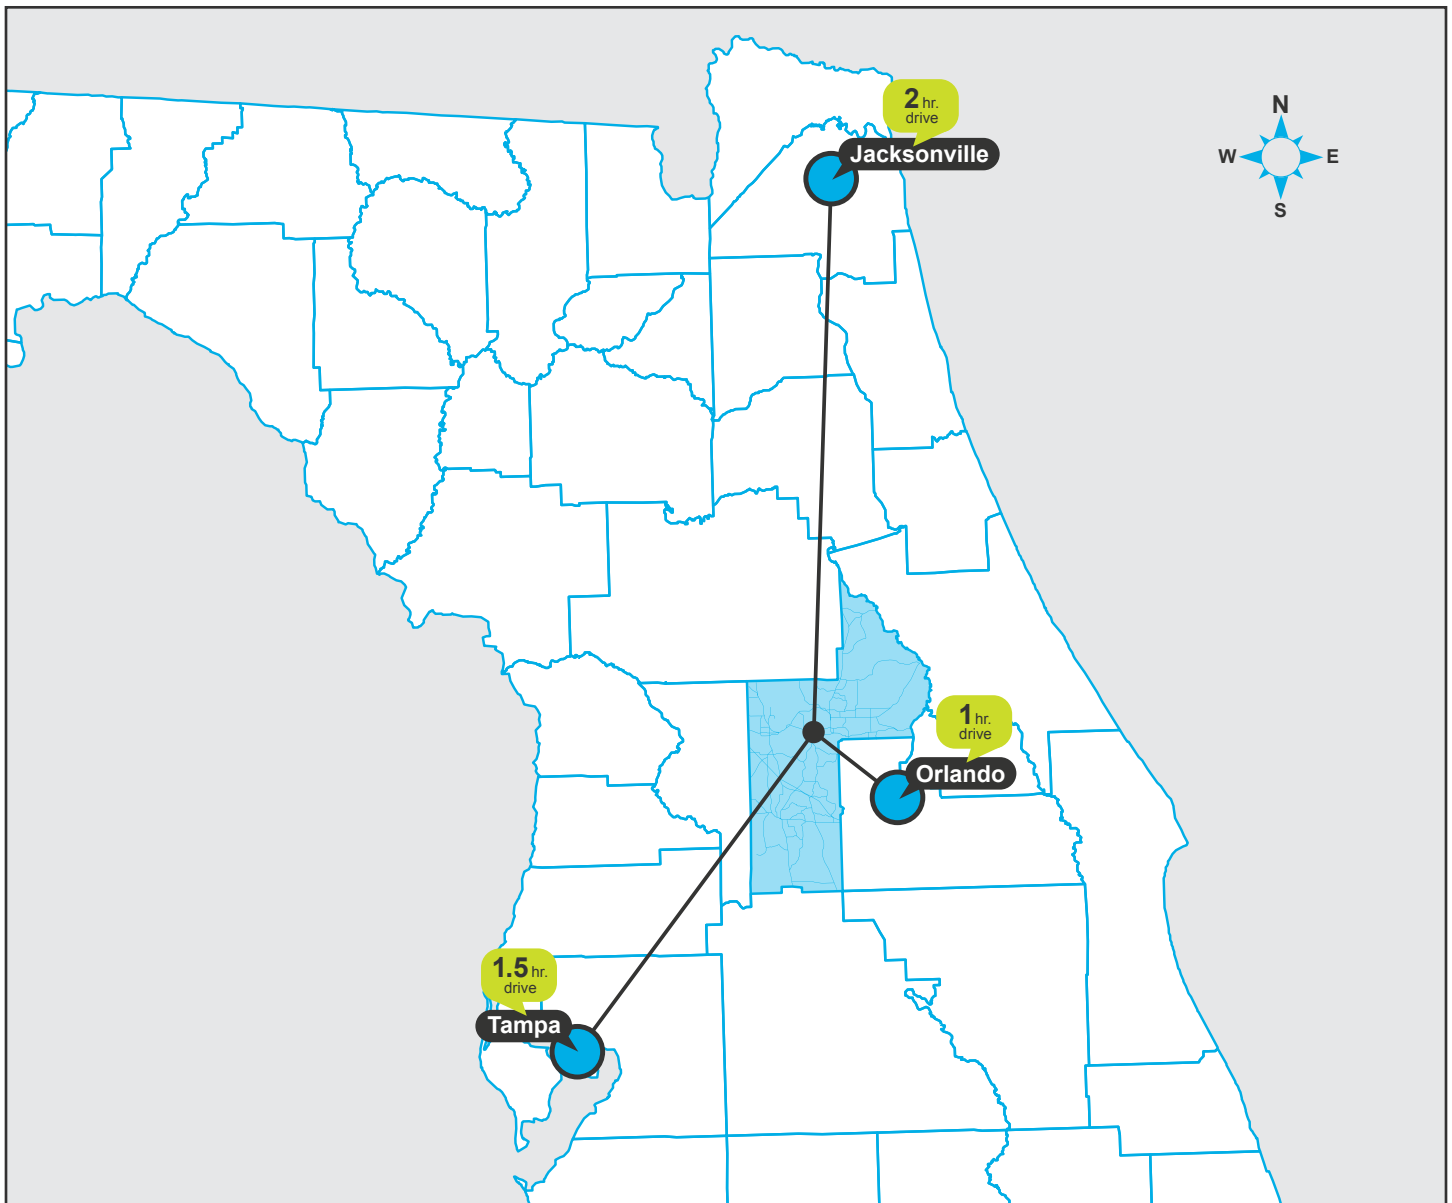 2 hr.
drive
Jacksonville
N
W E
S
1 hr.
drive
Orlando
1.5 hr.
drive
Tampa